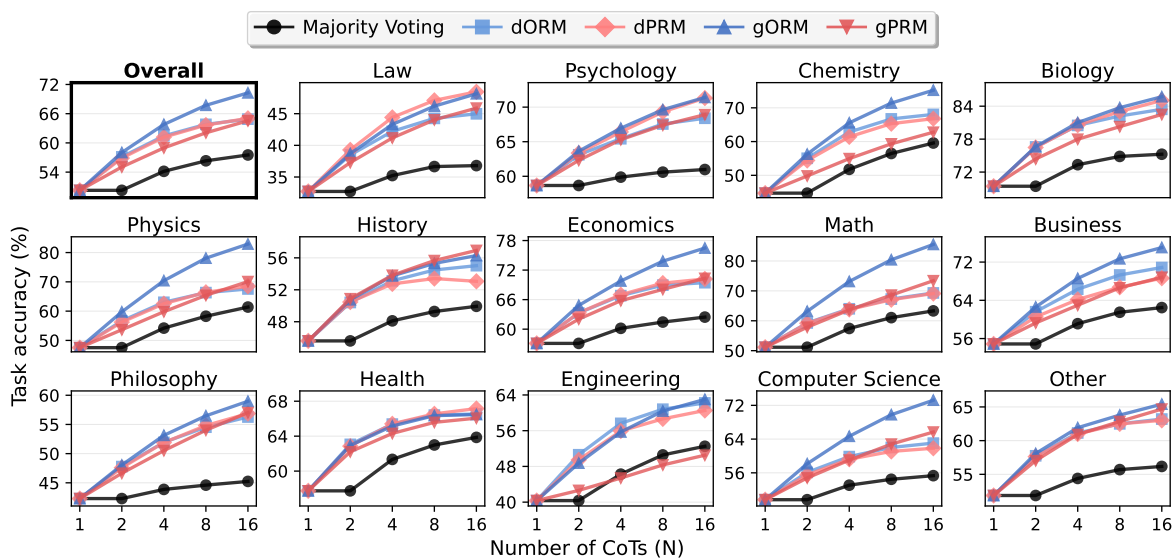 Majority Voting dORM dPRM gORM gPRM
Overall Law Psychology Chemistry Biology
72 66 60 54
45 40 35
70 65 60
70 60 50
84 78 72
Physics History Economics Math Business
80 70 60 50
56 52 48
78 72 66 60
80 70 60 50
72 64 56
Philosophy Health Engineering Computer Science Other
60 55 50 45
68 64 60
64 56 48 40
72 64 56
65 60 55
1 2 4 8 16 1 2 4 8 16 1 2 4 8 16 1 2 4 8 16 1 2 4 8 16
Task accuracy (%)
Number of CoTs (N)